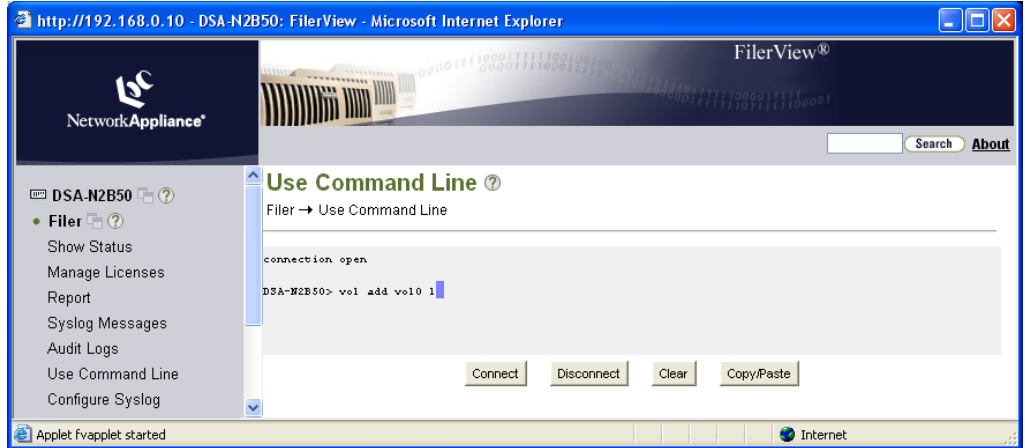 http://192.168.0.10 - DSA-N2B50: FilerView - Microsoft Internet Explorer
FilerView®
NetworkAppliance®
Search About
DSA-N2B50
Filer
Show Status
Manage Licenses
Report
Syslog Messages
Audit Logs
Use Command Line
Configure Syslog
Use Command Line
Filer → Use Command Line
connection open
DSA-N2B50> vol add vol0 1
Connect Disconnect Clear Copy/Paste
Applet fvapplet started
Internet